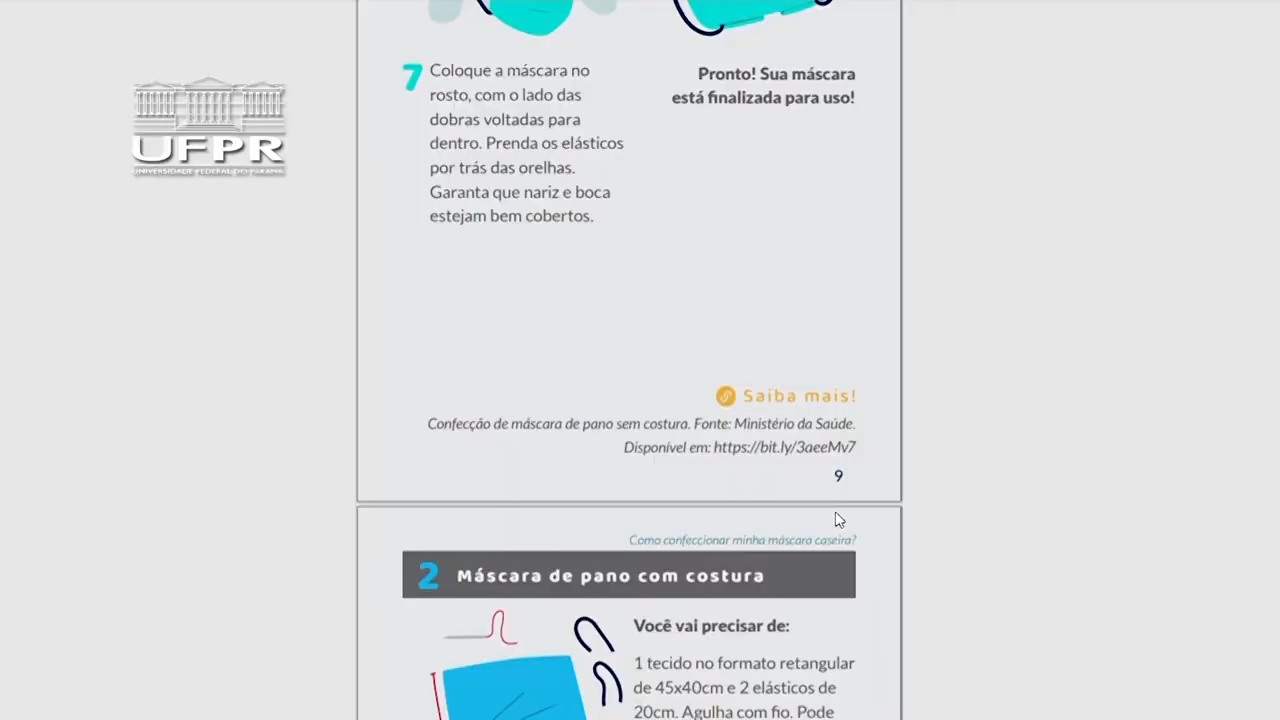 UFPR
UNIVERSIDADE FEDERAL DO PARANÁ
7
Coloque a máscara no
rosto, com o lado das
dobras voltadas para
dentro. Prenda os elásticos
por trás das orelhas.
Garanta que nariz e boca
estejam bem cobertos.
Pronto! Sua máscara
está finalizada para uso!
Saiba mais!
Confecção de máscara de pano sem costura. Fonte: Ministério da Saúde.
Disponível em: https://bit.ly/3aeeMv7
9
Como confeccionar minha máscara caseira?
2 Máscara de pano com costura
Você vai precisar de:
1 tecido no formato retangular
de 45x40cm e 2 elásticos de
20cm. Agulha com fio. Pode